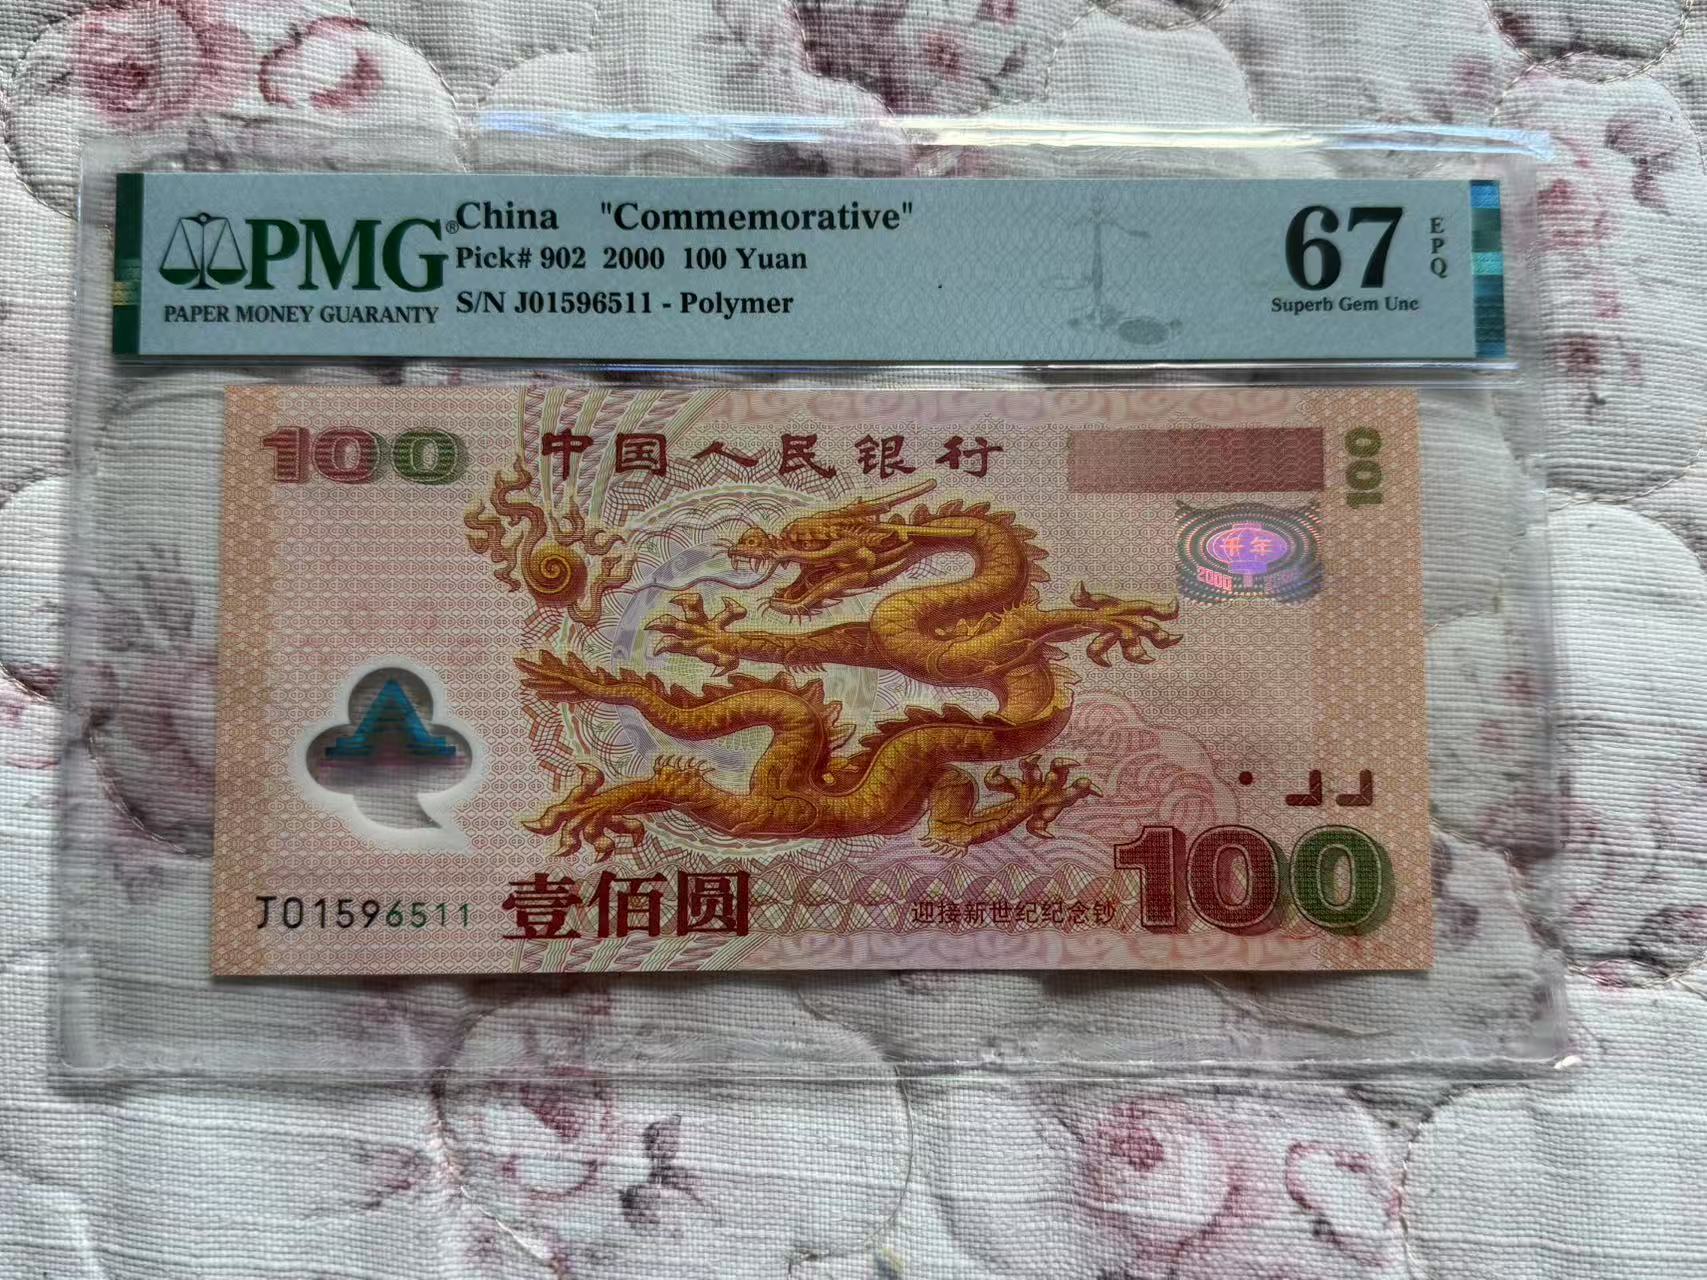 PMG®
PAPER MONEY GUARANTY
China "Commemorative"
Pick# 902 2000 100 Yuan
S/N J01596511 - Polymer
67
EPQ
Superb Gem Unc
100
中国人民银行
100
千年
2000
J01596511
壹佰圆
迎接新世纪纪念钞
100